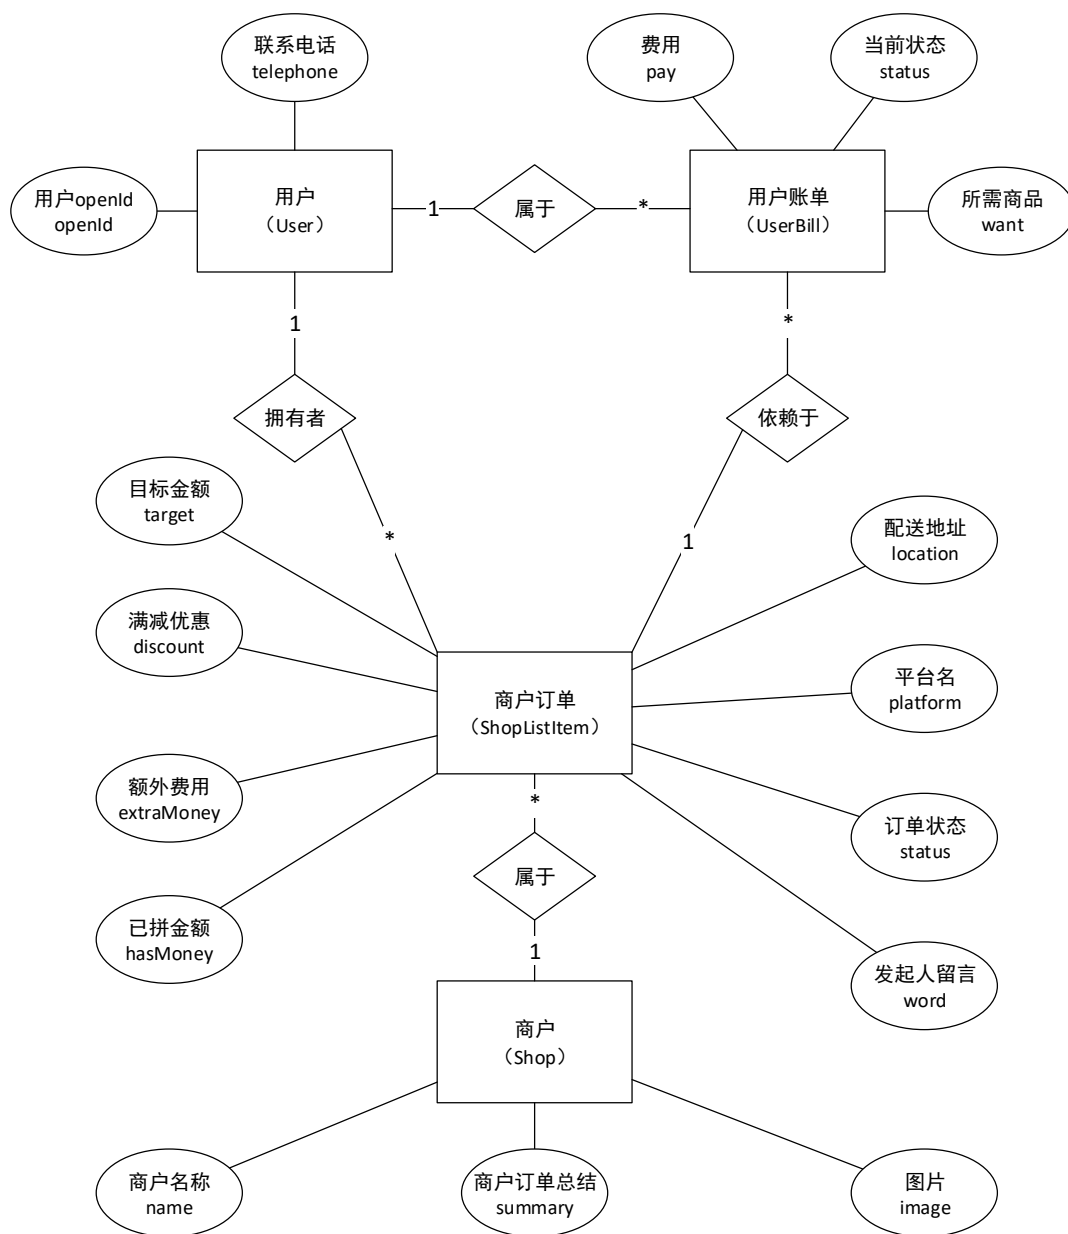 联系电话
telephone
费用
pay
当前状态
status
用户openId
openId
用户
（User）
1
属于
*
用户账单
（UserBill）
所需商品
want
1
*
拥有者
依赖于
目标金额
target
*
1
配送地址
location
满减优惠
discount
商户订单
（ShopListItem）
平台名
platform
额外费用
extraMoney
*
订单状态
status
属于
已拼金额
hasMoney
1
发起人留言
word
商户
（Shop）
商户名称
name
商户订单总结
summary
图片
image